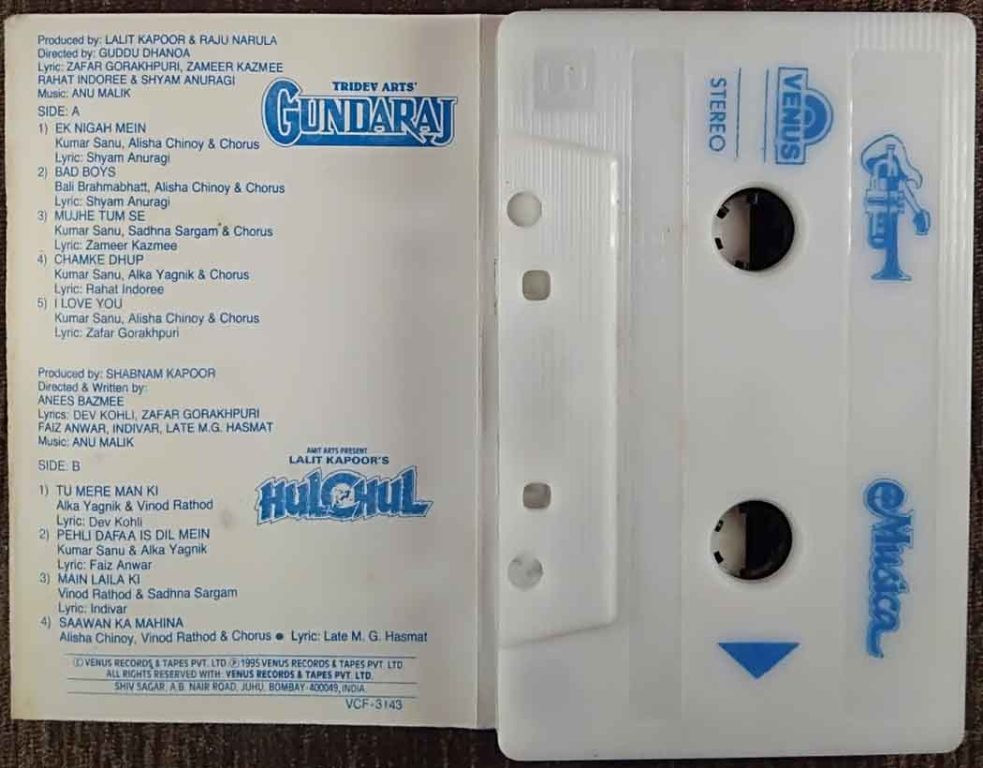 Produced by: LALIT KAPOOR & RAJU NARULA
Directed by: GUDDU DHANOA
Lyric: ZAFAR GORAKHPURI, ZAMEER KAZMEE
RAHAT INDOREE & SHYAM ANURAGI
Music: ANU MALIK
TRIDEV ARTS'
GUNDARAJ
SIDE: A
1) EK NIGAH MEIN
Kumar Sanu, Alisha Chinoy & Chorus
Lyric: Shyam Anuragi
2) BAD BOYS
Bali Brahmabhatt, Alisha Chinoy & Chorus
Lyric: Shyam Anuragi
3) MUJHE TUM SE
Kumar Sanu, Sadhna Sargam & Chorus
Lyric: Zameer Kazmee
4) CHAMKE DHUP
Kumar Sanu, Alka Yagnik & Chorus
Lyric: Rahat Indoree
5) I LOVE YOU
Kumar Sanu, Alisha Chinoy & Chorus
Lyric: Zafar Gorakhpuri
Produced by: SHABNAM KAPOOR
Directed & Written by:
ANEES BAZMEE
Lyrics: DEV KOHLI, ZAFAR GORAKHPURI
FAIZ ANWAR, INDIVAR, LATE M.G. HASMAT
Music: ANU MALIK
AMIT ARTS PRESENT
LALIT KAPOOR'S
HULCHUL
SIDE: B
1) TU MERE MAN KI
Alka Yagnik & Vinod Rathod
Lyric: Dev Kohli
2) PEHLI DAFAA IS DIL MEIN
Kumar Sanu & Alka Yagnik
Lyric: Faiz Anwar
3) MAIN LAILA KI
Vinod Rathod & Sadhna Sargam
Lyric: Indivar
4) SAAWAN KA MAHINA
Alisha Chinoy, Vinod Rathod & Chorus ● Lyric: Late M. G. Hasmat
Ⓒ VENUS RECORDS & TAPES PVT. LTD. Ⓟ 1995 VENUS RECORDS & TAPES PVT. LTD
ALL RIGHTS RESERVED WITH: VENUS RECORDS & TAPES PVT. LTD.
SHIV SAGAR, A.B. NAIR ROAD, JUHU, BOMBAY-400049, INDIA.
VCF-3143
B
VENUS
STEREO
eMusica